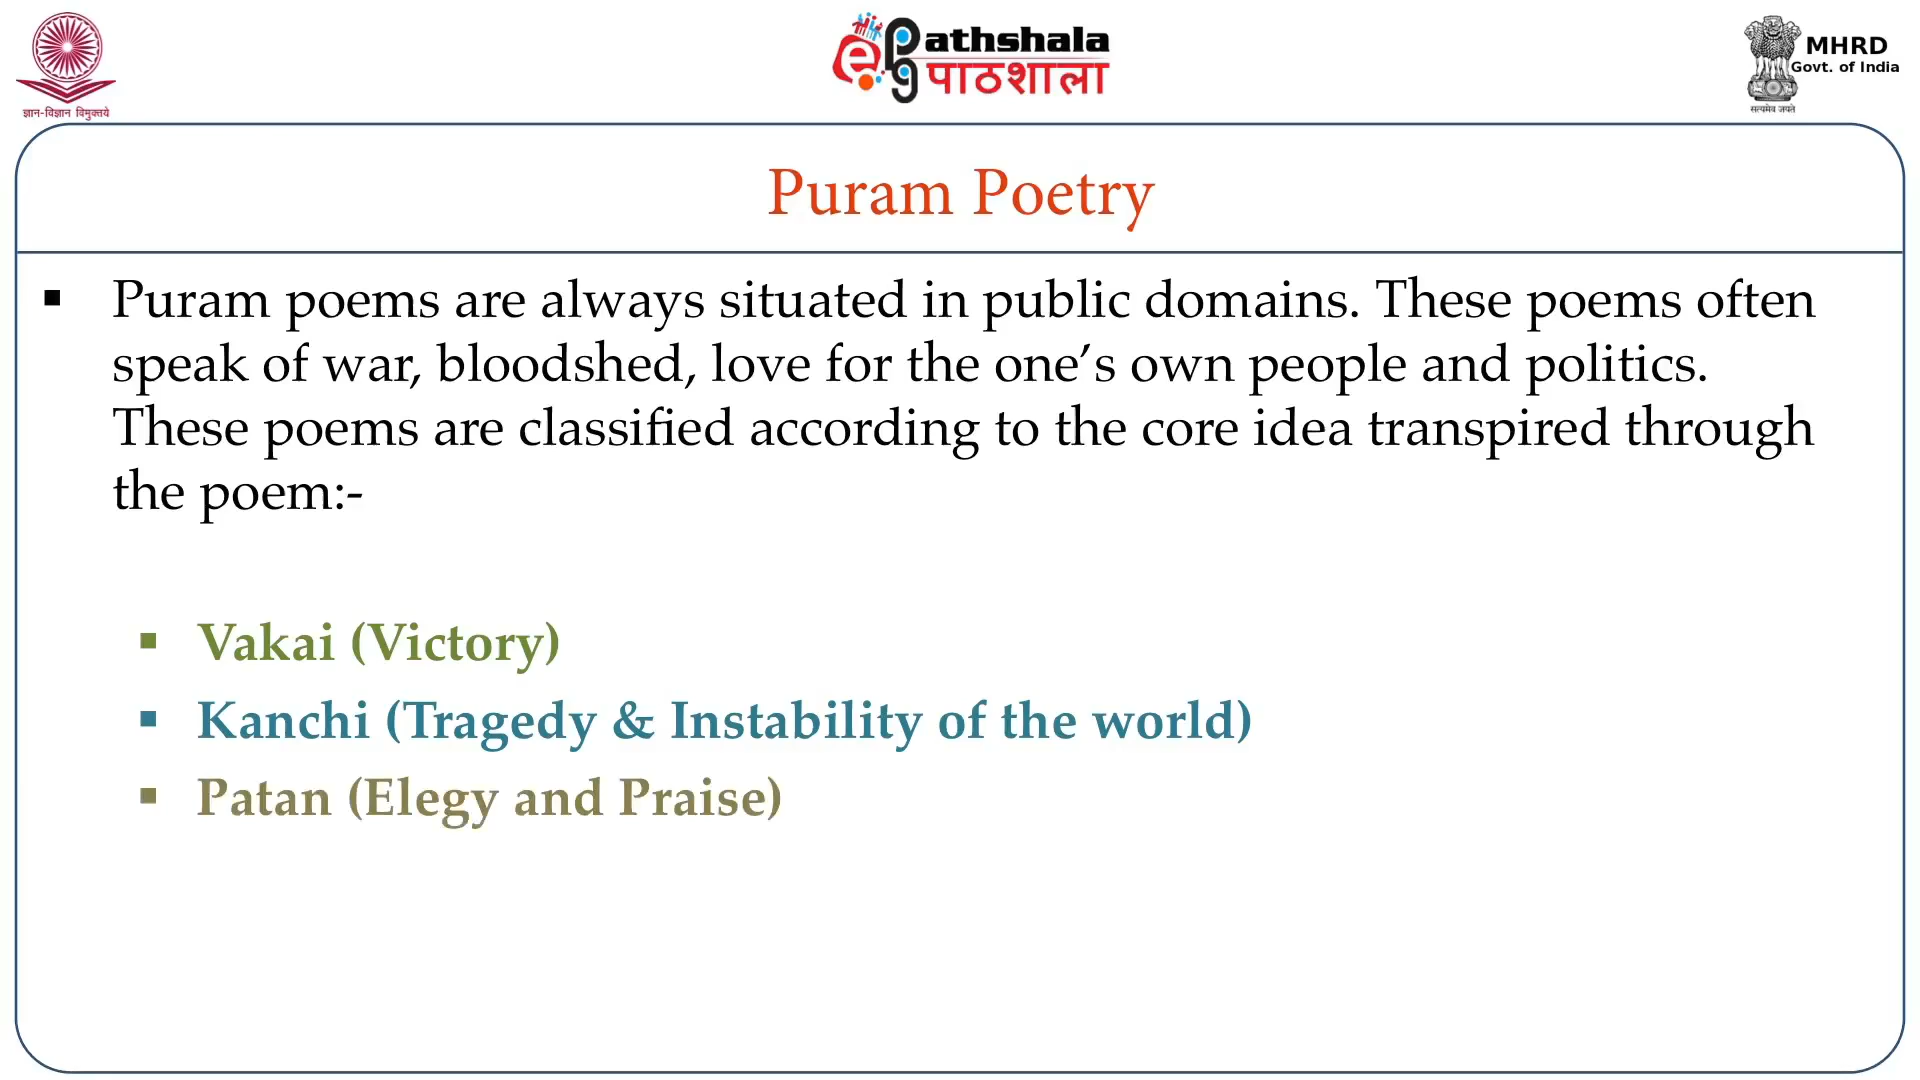 ज्ञान-विज्ञान विमुक्तये
ePG Pathshala
पाठशाला
MHRD
Govt. of India
सत्यमेव जयते
Puram Poetry
▪ Puram poems are always situated in public domains. These poems often
speak of war, bloodshed, love for the one’s own people and politics.
These poems are classified according to the core idea transpired through
the poem:-
▪ Vakai (Victory)
▪ Kanchi (Tragedy & Instability of the world)
▪ Patan (Elegy and Praise)